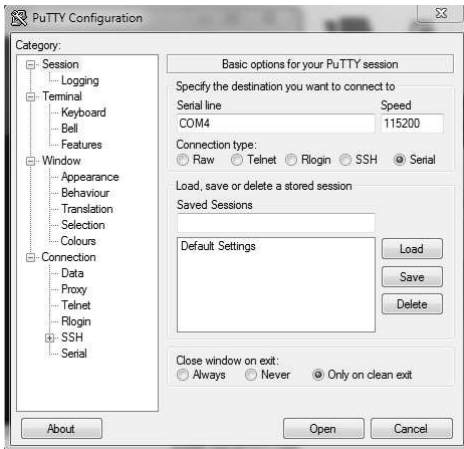 PuTTY Configuration
Category:
Session
Logging
Terminal
Keyboard
Bell
Features
Window
Appearance
Behaviour
Translation
Selection
Colours
Connection
Data
Proxy
Telnet
Rlogin
SSH
Serial
Basic options for your PuTTY session
Specify the destination you want to connect to
Serial line Speed
COM4 115200
Connection type:
Raw Telnet Rlogin SSH Serial
Load, save or delete a stored session
Saved Sessions
Default Settings
Load
Save
Delete
Close window on exit:
Always Never Only on clean exit
About Open Cancel